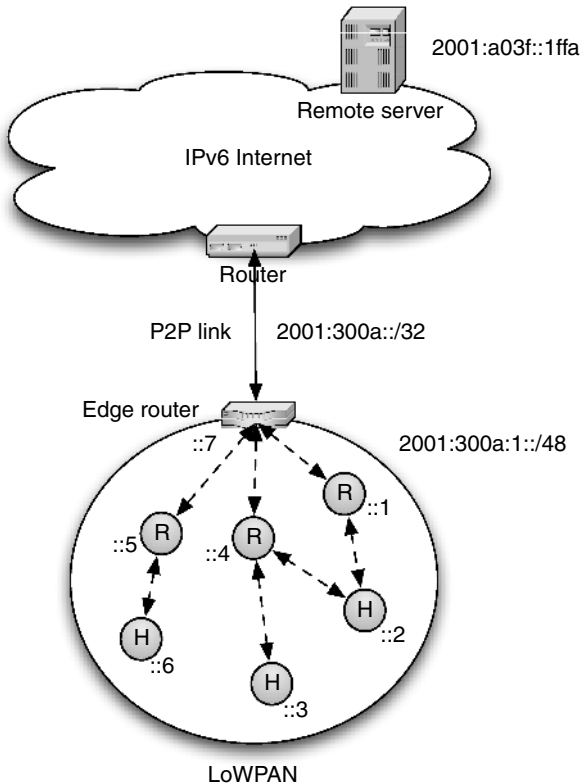 2001:a03f::1ffa
Remote server
IPv6 Internet
Router
P2P link 2001:300a::/32
Edge router
::7 2001:300a:1::/48
R ::1
R ::5
R ::4
H ::2
H ::6
H ::3
LoWPAN